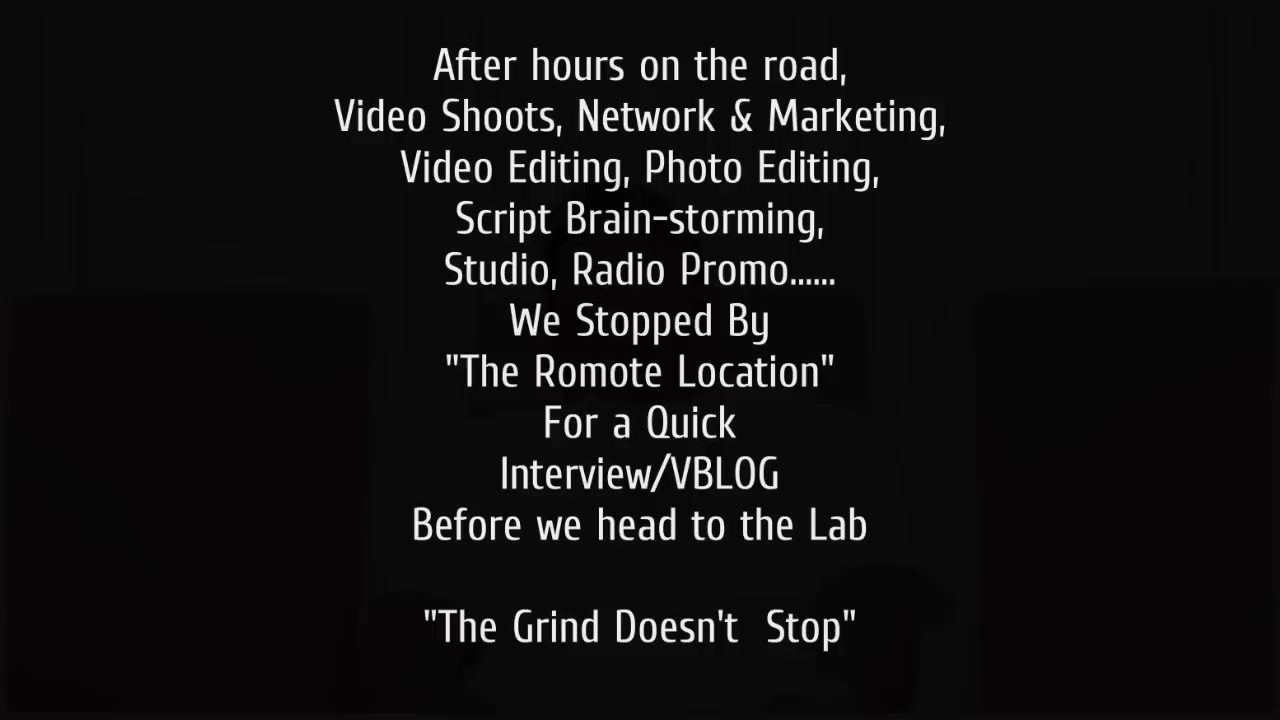 After hours on the road,
Video Shoots, Network & Marketing,
Video Editing, Photo Editing,
Script Brain-storming,
Studio, Radio Promo......
We Stopped By
"The Romote Location"
For a Quick
Interview/VBLOG
Before we head to the Lab
"The Grind Doesn't  Stop"